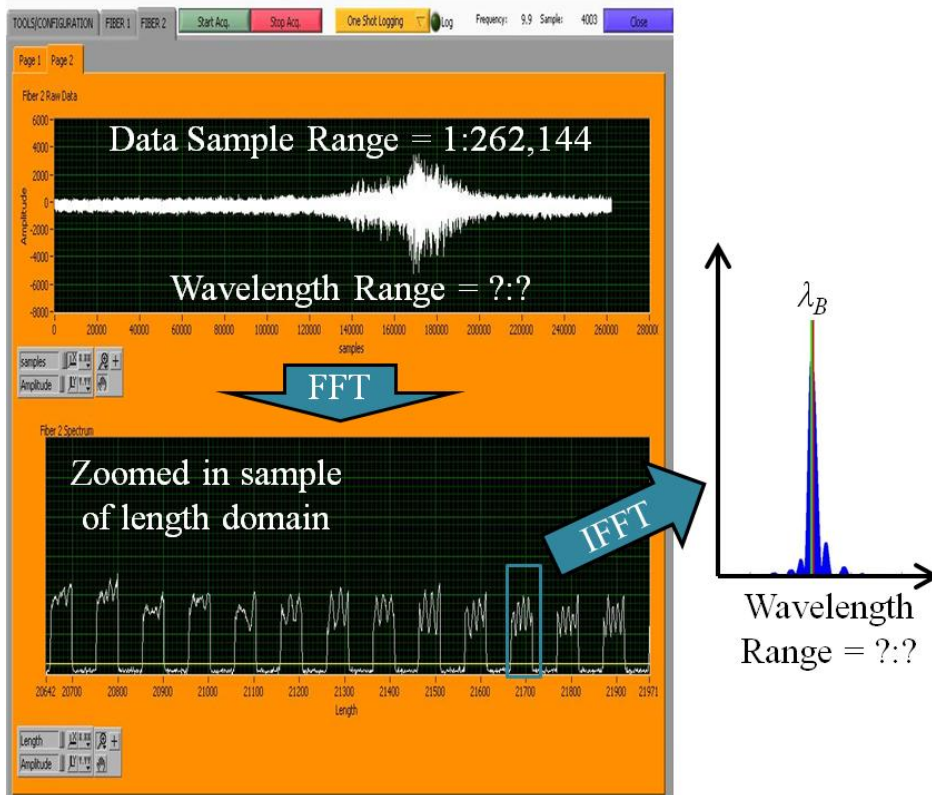 TOOLS/CONFIGURATION FIBER 1 FIBER 2 Start Acq. Stop Acq. One Shot Logging Log Frequency: 9.9 Sample: 4003 Close
Page 1 Page 2
Fiber 2 Raw Data
Data Sample Range = 1:262,144
6000
4000
2000
0
-2000
-4000
-6000
-8000
Amplitude
Wavelength Range = ?:?
0 20000 40000 60000 80000 100000 120000 140000 160000 180000 200000 220000 240000 260000 280000
samples
samples
Amplitude
FFT
Fiber 2 Spectrum
Zoomed in sample
of length domain
IFFT
20642 20700 20800 20900 21000 21100 21200 21300 21400 21500 21600 21700 21800 21900 21971
Length
Length
Amplitude
λB
Wavelength
Range = ?:?